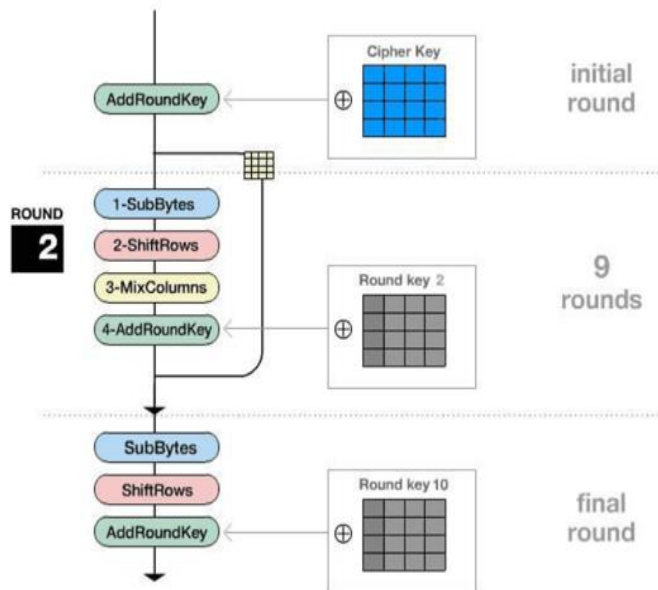 Cipher Key
AddRoundKey
⊕
initial
round
ROUND
2
1-SubBytes
2-ShiftRows
3-MixColumns
4-AddRoundKey
Round key 2
⊕
9
rounds
SubBytes
ShiftRows
AddRoundKey
Round key 10
⊕
final
round